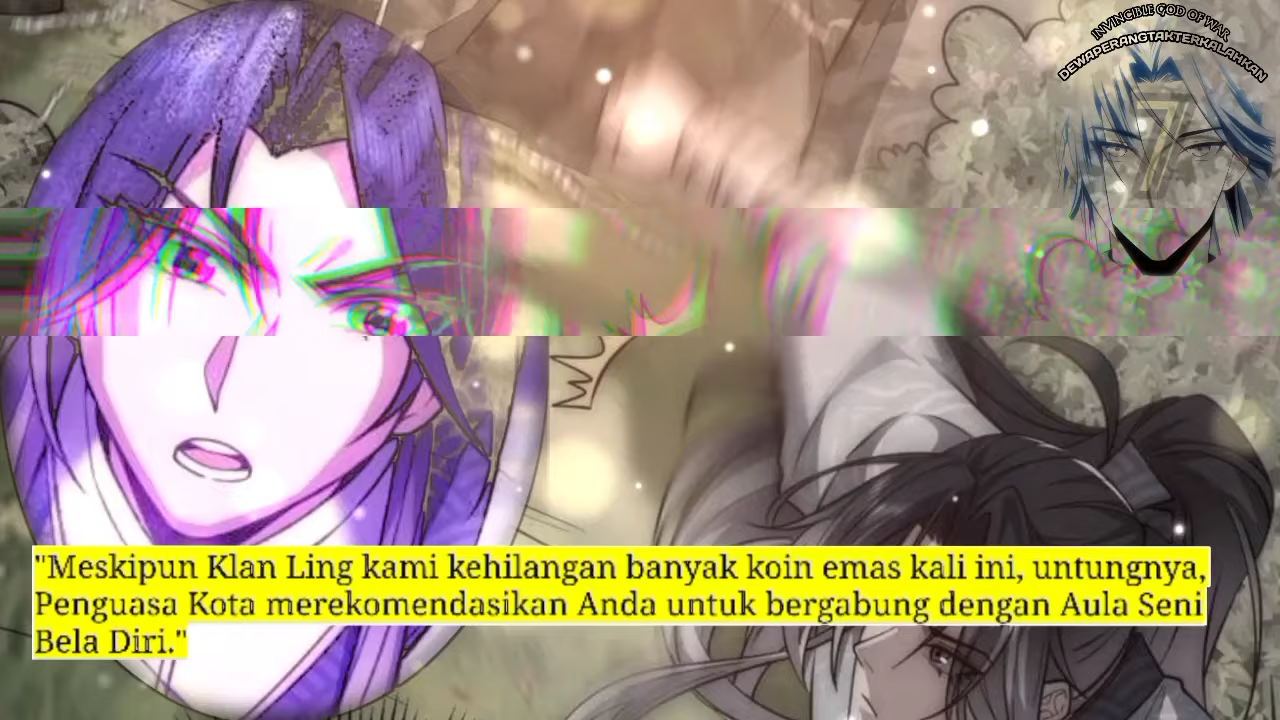 INVINCIBLE GOD OF WAR
DEWAPERANGTAKTERKALAHKAN
7
"Meskipun Klan Ling kami kehilangan banyak koin emas kali ini, untungnya,
Penguasa Kota merekomendasikan Anda untuk bergabung dengan Aula Seni
Bela Diri."